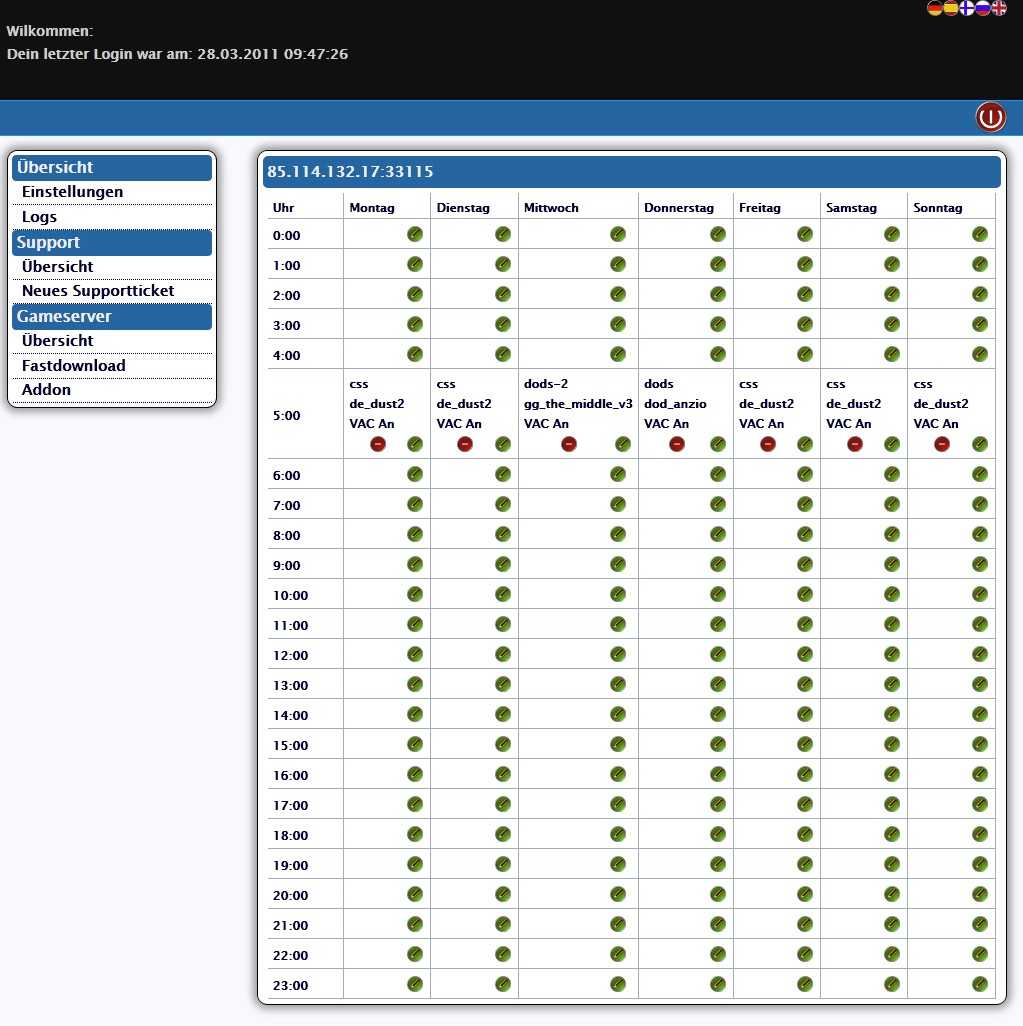 Wilkommen:
Dein letzter Login war am: 28.03.2011 09:47:26
Übersicht
Einstellungen
Logs
Support
Übersicht
Neues Supportticket
Gameserver
Übersicht
Fastdownload
Addon
85.114.132.17:33115
Uhr Montag Dienstag Mittwoch Donnerstag Freitag Samstag Sonntag
0:00
1:00
2:00
3:00
4:00
css css dods-2 dods css css css
de_dust2 de_dust2 gg_the_middle_v3 dod_anzio de_dust2 de_dust2 de_dust2
5:00
VAC An VAC An VAC An VAC An VAC An VAC An VAC An
6:00
7:00
8:00
9:00
10:00
11:00
12:00
13:00
14:00
15:00
16:00
17:00
18:00
19:00
20:00
21:00
22:00
23:00